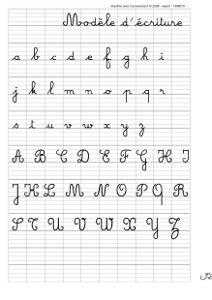 Modèle d'écriture
a b c d e f g h i
j k l m n o p q r
s t u v w x y z
A B C D E F G H I
J K L M N O P Q R
S T U V W X Y Z